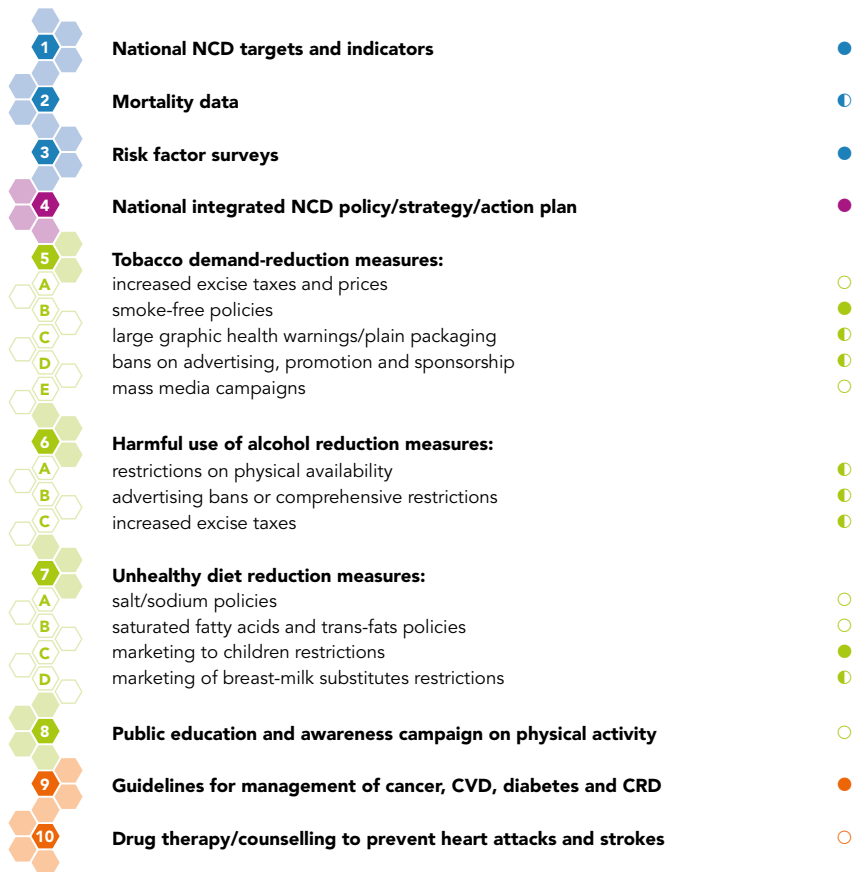 1 National NCD targets and indicators
2 Mortality data
3 Risk factor surveys
4 National integrated NCD policy/strategy/action plan
5 Tobacco demand-reduction measures:
A increased excise taxes and prices
B smoke-free policies
C large graphic health warnings/plain packaging
D bans on advertising, promotion and sponsorship
E mass media campaigns
6 Harmful use of alcohol reduction measures:
A restrictions on physical availability
B advertising bans or comprehensive restrictions
C increased excise taxes
7 Unhealthy diet reduction measures:
A salt/sodium policies
B saturated fatty acids and trans-fats policies
C marketing to children restrictions
D marketing of breast-milk substitutes restrictions
8 Public education and awareness campaign on physical activity
9 Guidelines for management of cancer, CVD, diabetes and CRD
10 Drug therapy/counselling to prevent heart attacks and strokes